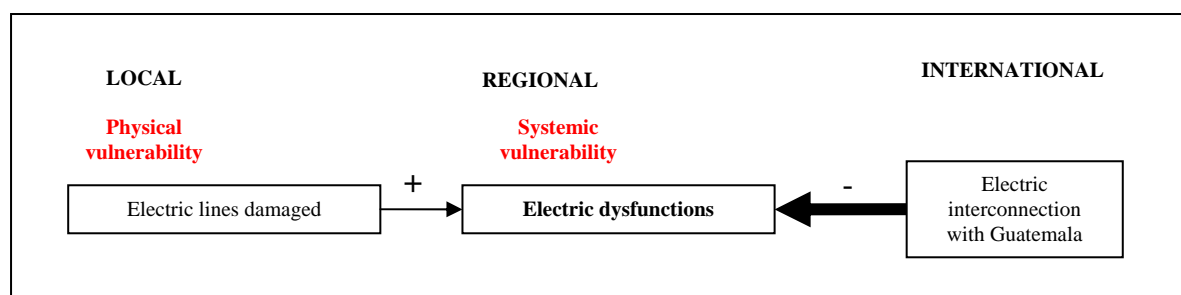 LOCAL
REGIONAL
INTERNATIONAL
Physical
vulnerability
Systemic
vulnerability
Electric lines damaged
+
Electric dysfunctions
-
Electric
interconnection
with Guatemala